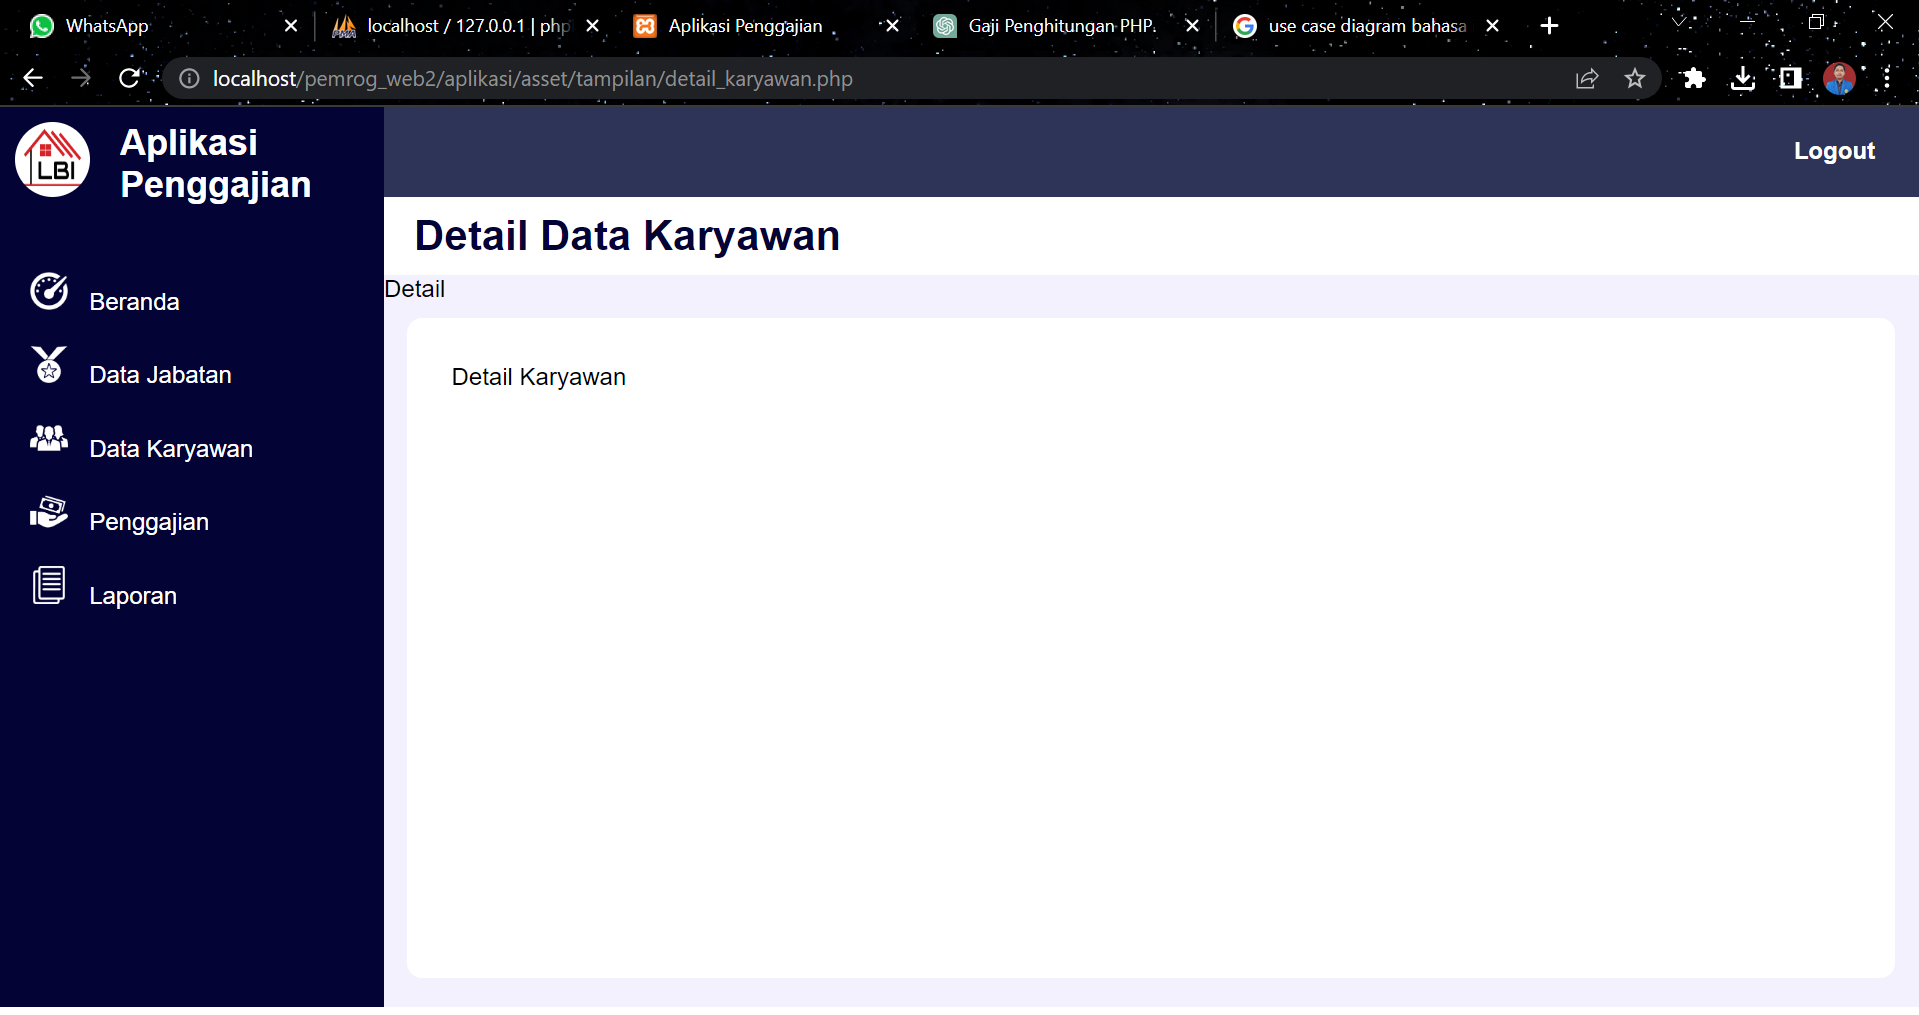 WhatsApp
localhost / 127.0.0.1 | php
Aplikasi Penggajian
Gaji Penghitungan PHP.
use case diagram bahasa
localhost/pemrog_web2/aplikasi/asset/tampilan/detail_karyawan.php
LBI
Aplikasi
Penggajian
Logout
Detail Data Karyawan
Detail
Beranda
Data Jabatan
Data Karyawan
Penggajian
Laporan
Detail Karyawan